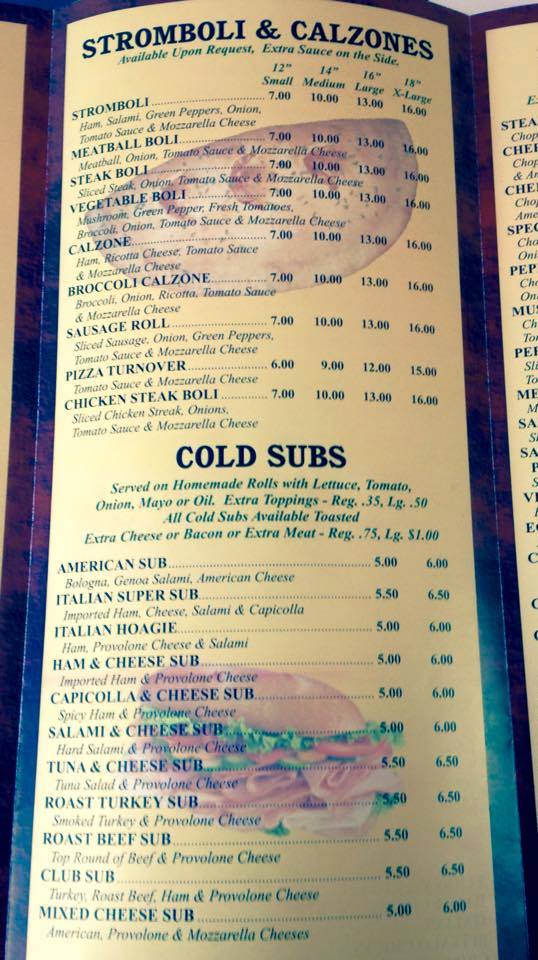 STROMBOLI & CALZONES
Available Upon Request, Extra Sauce on the Side.
12" 14" 16" 18"
Small Medium Large X-Large
STROMBOLI 7.00 10.00 13.00 16.00
Ham, Salami, Green Peppers, Onion,
Tomato Sauce & Mozzarella Cheese
MEATBALL BOLI 7.00 10.00 13.00 16.00
Meatball, Onion, Tomato Sauce & Mozzarella Cheese
STEAK BOLI 7.00 10.00 13.00 16.00
Sliced Steak, Onion, Tomato Sauce & Mozzarella Cheese
VEGETABLE BOLI 7.00 10.00 13.00 16.00
Mushroom, Green Pepper, Fresh Tomatoes,
Broccoli, Onion, Tomato Sauce & Mozzarella Cheese
CALZONE 7.00 10.00 13.00 16.00
Ham, Ricotta Cheese, Tomato Sauce
& Mozzarella Cheese
BROCCOLI CALZONE 7.00 10.00 13.00 16.00
Broccoli, Onion, Ricotta, Tomato Sauce
& Mozzarella Cheese
SAUSAGE ROLL 7.00 10.00 13.00 16.00
Sliced Sausage, Onion, Green Peppers,
Tomato Sauce & Mozzarella Cheese
PIZZA TURNOVER 6.00 9.00 12.00 15.00
Tomato Sauce & Mozzarella Cheese
CHICKEN STEAK BOLI 7.00 10.00 13.00 16.00
Sliced Chicken Streak, Onions,
Tomato Sauce & Mozzarella Cheese
COLD SUBS
Served on Homemade Rolls with Lettuce, Tomato,
Onion, Mayo or Oil. Extra Toppings - Reg. .35, Lg. .50
All Cold Subs Available Toasted
Extra Cheese or Bacon or Extra Meat - Reg. .75, Lg. $1.00
AMERICAN SUB 5.00 6.00
Bologna, Genoa Salami, American Cheese
ITALIAN SUPER SUB 5.50 6.50
Imported Ham, Cheese, Salami & Capicolla
ITALIAN HOAGIE 5.00 6.00
Ham, Provolone Cheese & Salami
HAM & CHEESE SUB 5.00 6.00
Imported Ham & Provolone Cheese
CAPICOLLA & CHEESE SUB 5.00 6.00
Spicy Ham & Provolone Cheese
SALAMI & CHEESE SUB 5.00 6.00
Hard Salami & Provolone Cheese
TUNA & CHEESE SUB 5.50 6.50
Tuna Salad & Provolone Cheese
ROAST TURKEY SUB 5.50 6.50
Smoked Turkey & Provolone Cheese
ROAST BEEF SUB 5.50 6.50
Top Round of Beef & Provolone Cheese
CLUB SUB 5.50 6.50
Turkey, Roast Beef, Ham & Provolone Cheese
MIXED CHEESE SUB 5.00 6.00
American, Provolone & Mozzarella Cheeses